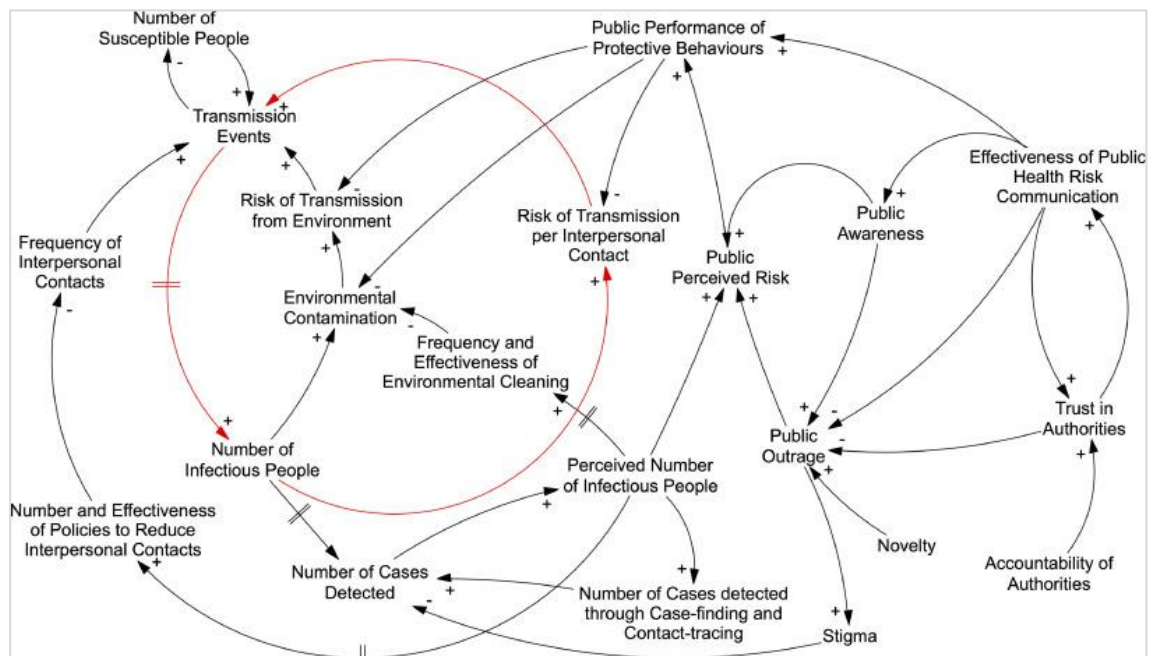 Number of
Susceptible People
Public Performance of
Protective Behaviours
Transmission
Events
Effectiveness of Public
Health Risk
Communication
Risk of Transmission
from Environment
Risk of Transmission
per Interpersonal
Contact
Public
Awareness
Frequency of
Interpersonal
Contacts
Public
Perceived Risk
Environmental
Contamination
Frequency and
Effectiveness of
Environmental Cleaning
Trust in
Authorities
Public
Outrage
Number of
Infectious People
Perceived Number
of Infectious People
Number and Effectiveness
of Policies to Reduce
Interpersonal Contacts
Novelty
Accountability of
Authorities
Number of Cases
Detected
Number of Cases detected
through Case-finding and
Contact-tracing
Stigma